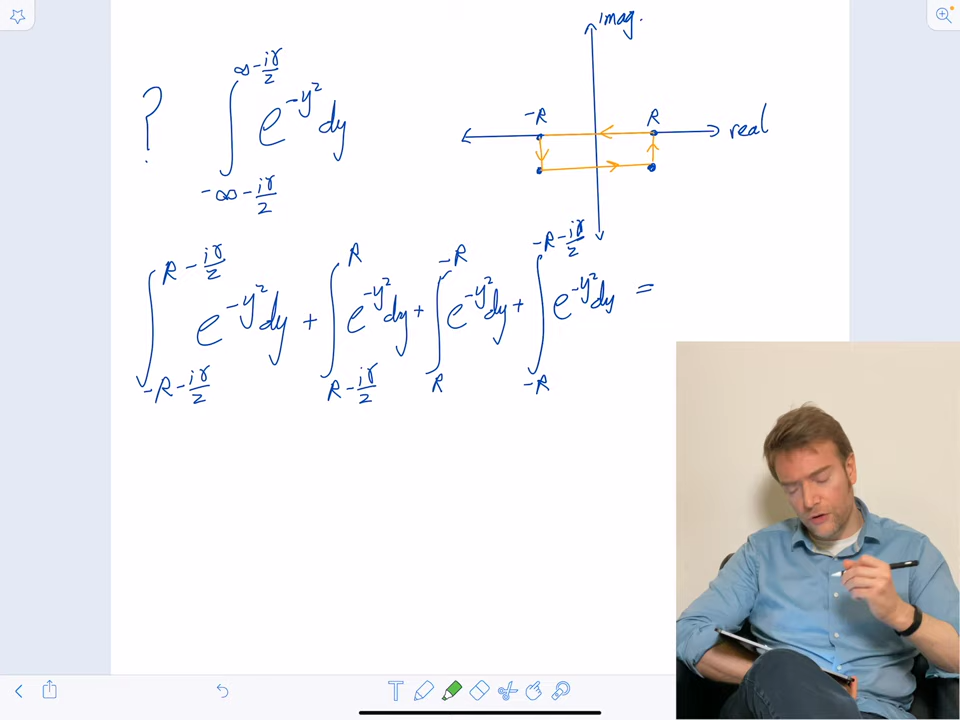 ? ∫_{-∞ - iγ/2}^{∞ - iγ/2} e^{-y²} dy
imag.
-R R real
∫_{-R - iγ/2}^{R - iγ/2} e^{-y²} dy + ∫_{R - iγ/2}^{R} e^{-y²} dy + ∫_{R}^{-R} e^{-y²} dy + ∫_{-R}^{-R - iγ/2} e^{-y²} dy =
T